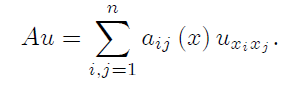 $Au = \sum_{i,j=1}^{n} a_{ij}\,(x)\,u_{x_i x_j}.$